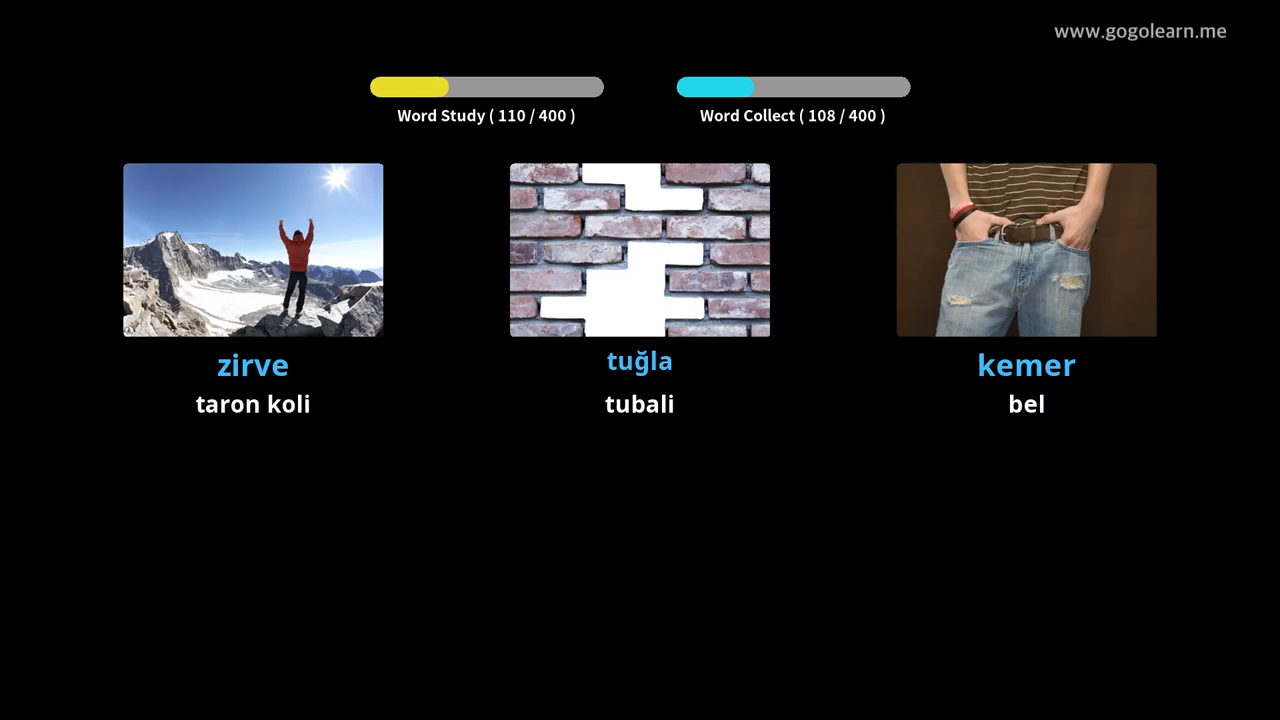 www.gogolearn.me
Word Study ( 110 / 400 )
Word Collect ( 108 / 400 )
zirve
tuğla
kemer
taron koli
tubali
bel